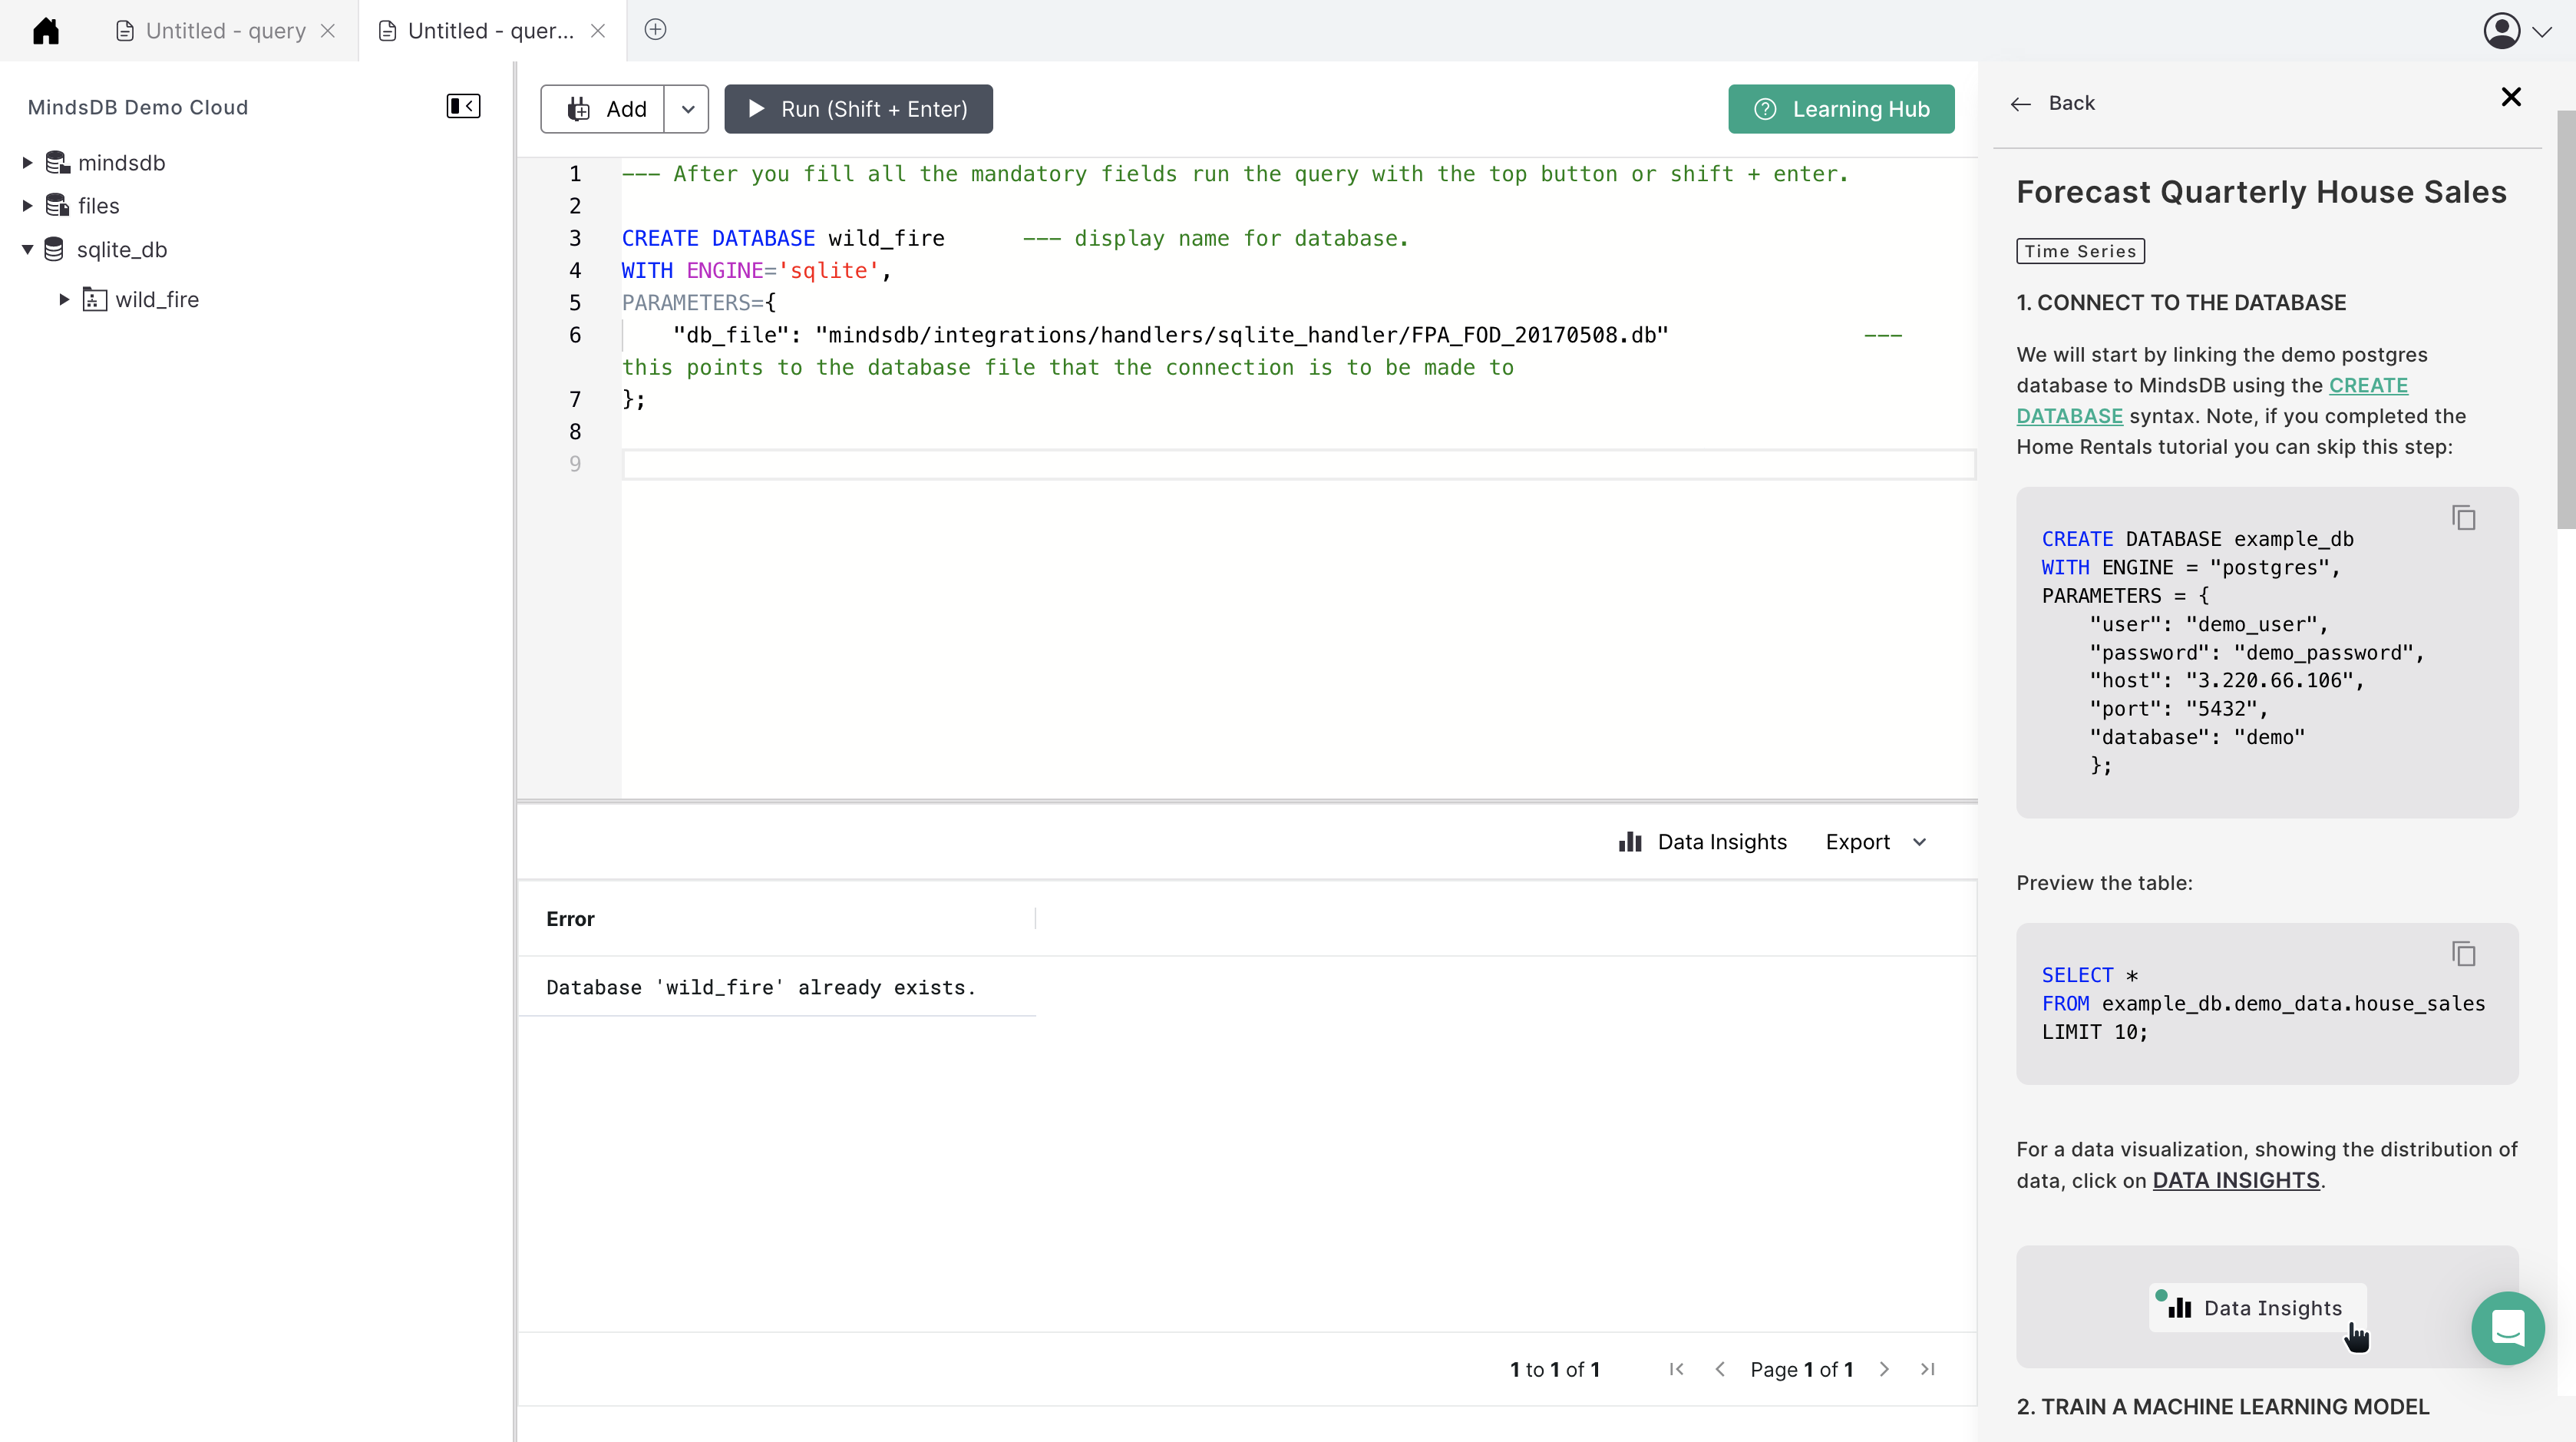 Untitled - query
Untitled - quer...
MindsDB Demo Cloud
mindsdb
files
sqlite_db
wild_fire
Add
Run (Shift + Enter)
Learning Hub
1 --- After you fill all the mandatory fields run the query with the top button or shift + enter.
2
3 CREATE DATABASE wild_fire --- display name for database.
4 WITH ENGINE='sqlite',
5 PARAMETERS={
6 "db_file": "mindsdb/integrations/handlers/sqlite_handler/FPA_FOD_20170508.db" ---
this points to the database file that the connection is to be made to
7 };
8
9
Data Insights
Export
Error
Database 'wild_fire' already exists.
1 to 1 of 1
Page 1 of 1
Back
Forecast Quarterly House Sales
Time Series
1. CONNECT TO THE DATABASE
We will start by linking the demo postgres
database to MindsDB using the CREATE
DATABASE syntax. Note, if you completed the
Home Rentals tutorial you can skip this step:
CREATE DATABASE example_db
WITH ENGINE = "postgres",
PARAMETERS = {
"user": "demo_user",
"password": "demo_password",
"host": "3.220.66.106",
"port": "5432",
"database": "demo"
};
Preview the table:
SELECT *
FROM example_db.demo_data.house_sales
LIMIT 10;
For a data visualization, showing the distribution of
data, click on DATA INSIGHTS.
Data Insights
2. TRAIN A MACHINE LEARNING MODEL